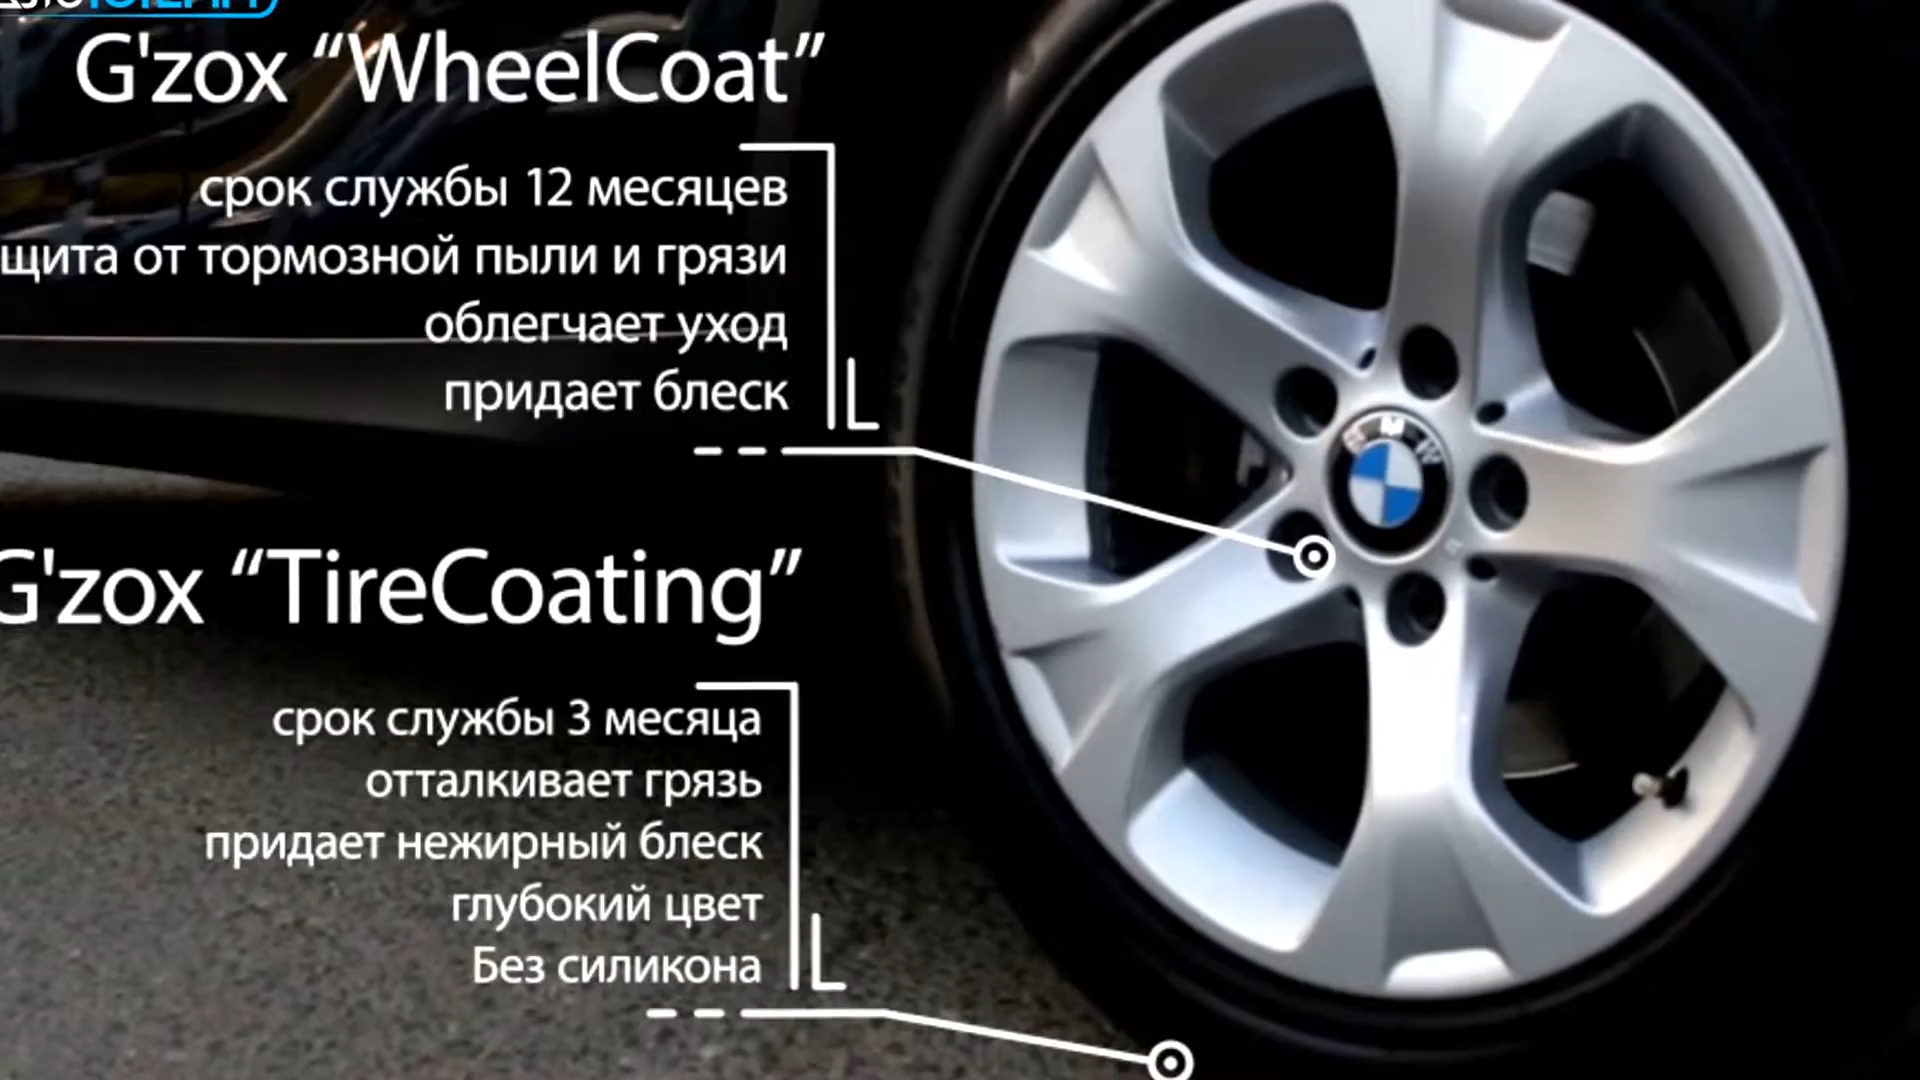 G'zox “WheelCoat”
срок службы 12 месяцев
щита от тормозной пыли и грязи
облегчает уход
придает блеск
BMW
G'zox “TireCoating”
срок службы 3 месяца
отталкивает грязь
придает нежирный блеск
глубокий цвет
Без силикона